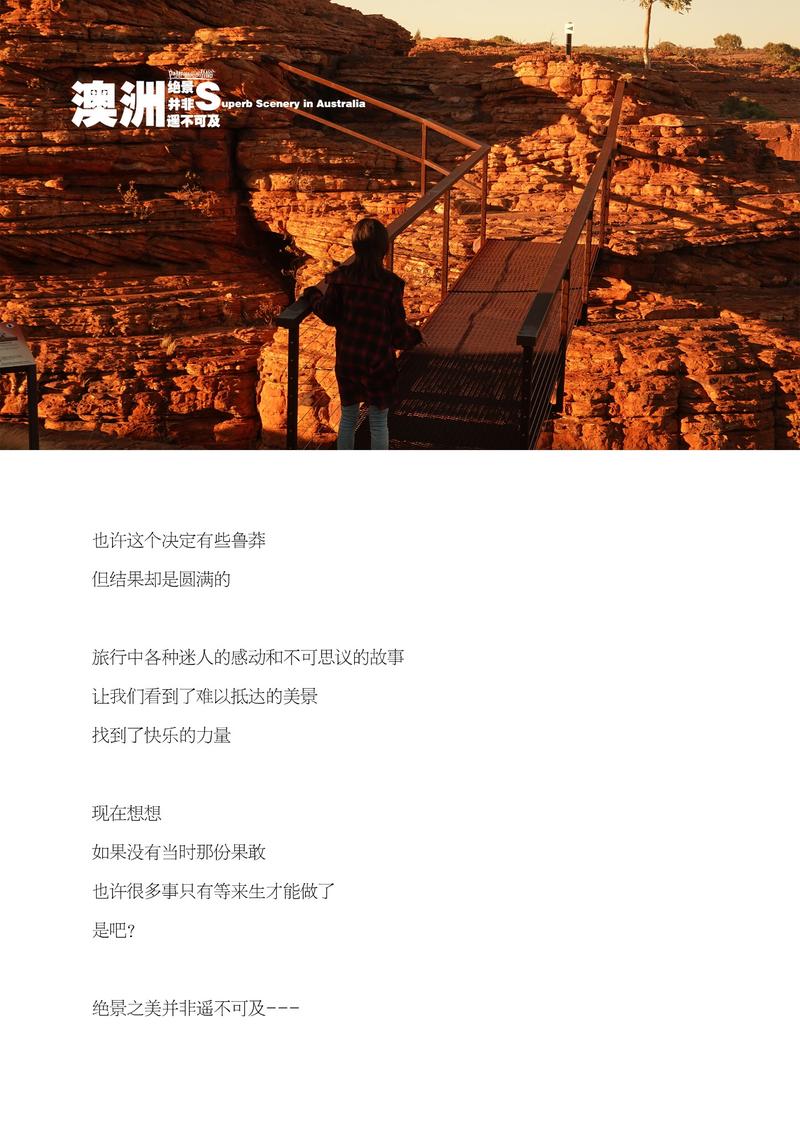 澳洲
绝景
并非
遥不可及
Superb Scenery in Australia
也许这个决定有些鲁莽
但结果却是圆满的
旅行中各种迷人的感动和不可思议的故事
让我们看到了难以抵达的美景
找到了快乐的力量
现在想想
如果没有当时那份果敢
也许很多事只有等来生才能做了
是吧?
绝景之美并非遥不可及---